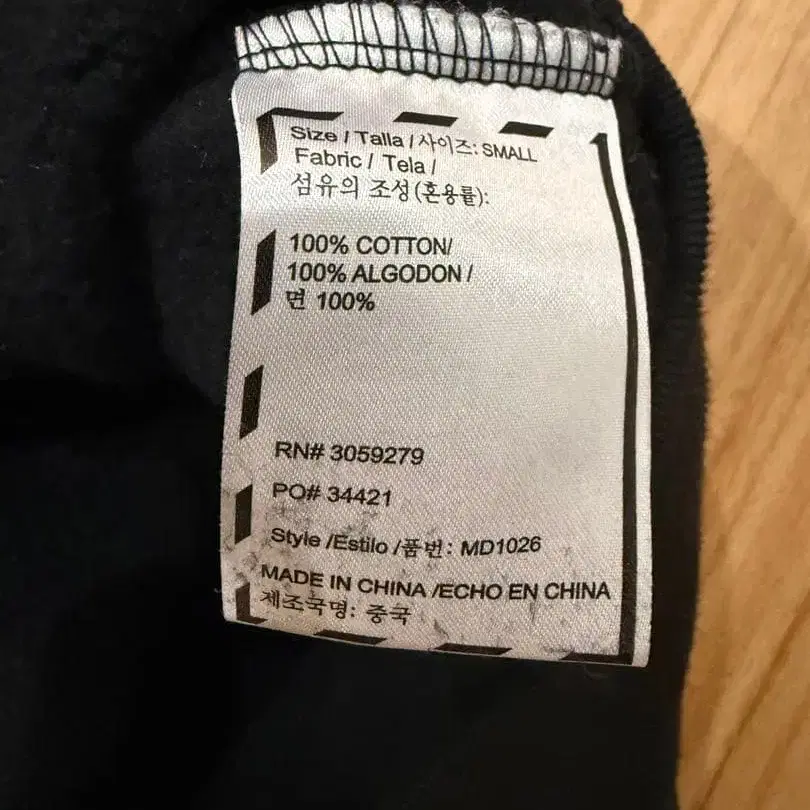 Size / Talla / 사이즈: SMALL
Fabric / Tela /
섬유의 조성(혼용률):
100% COTTON/
100% ALGODON /
면 100%
RN# 3059279
PO# 34421
Style /Estilo /품번: MD1026
MADE IN CHINA /ECHO EN CHINA
제조국명: 중국